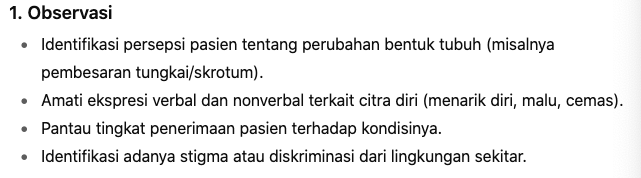 1. Observasi
• Identifikasi persepsi pasien tentang perubahan bentuk tubuh (misalnya
pembesaran tungkai/skrotum).
• Amati ekspresi verbal dan nonverbal terkait citra diri (menarik diri, malu, cemas).
• Pantau tingkat penerimaan pasien terhadap kondisinya.
• Identifikasi adanya stigma atau diskriminasi dari lingkungan sekitar.